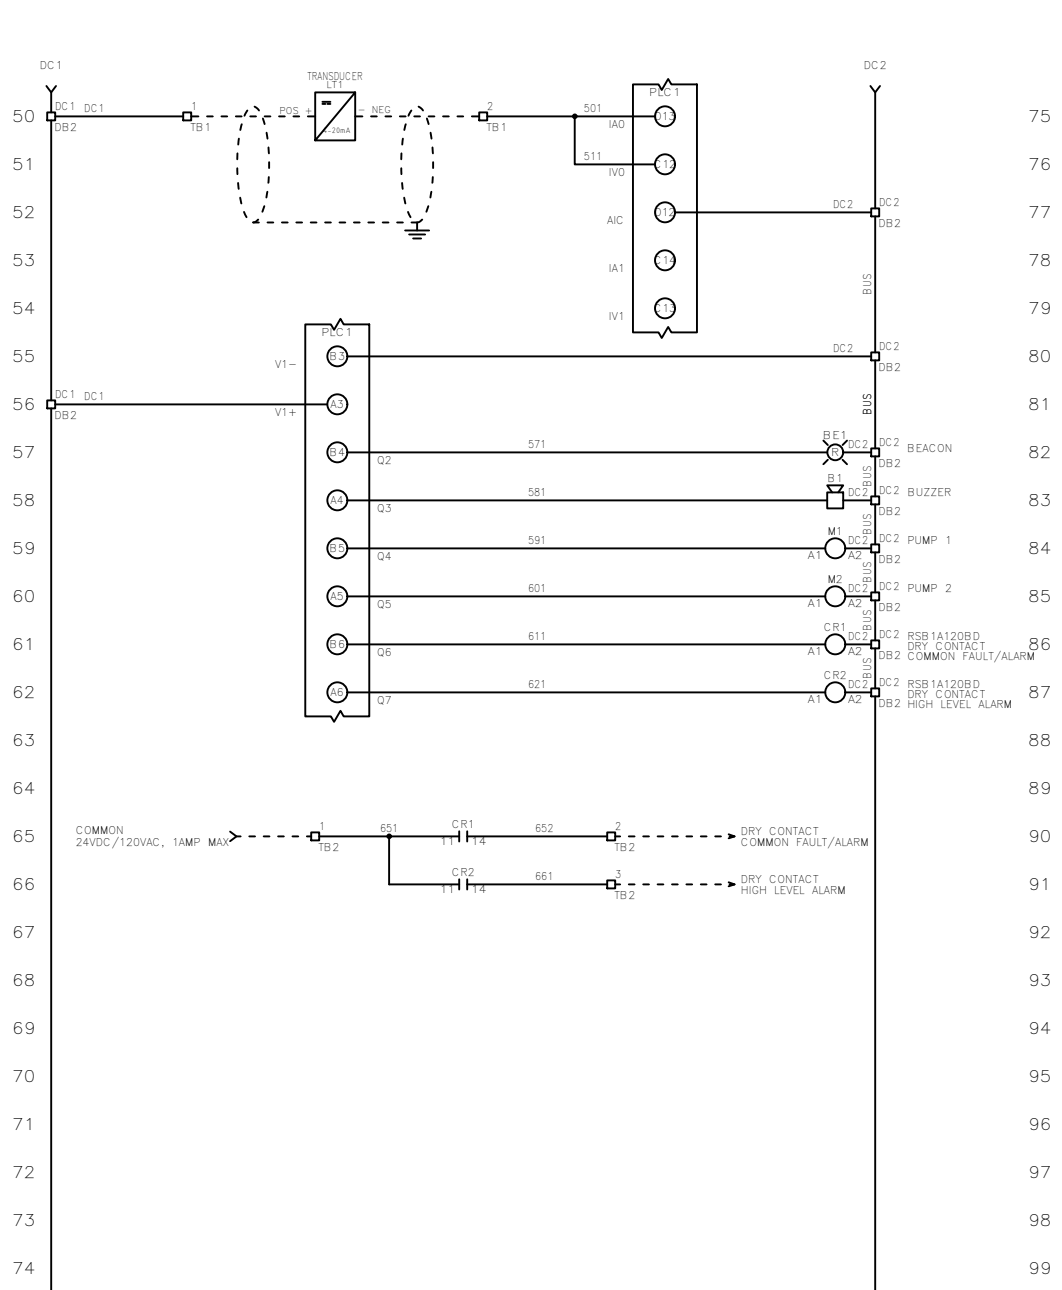 DC1
DC2
TRANSDUCER
LT1
PLC1
50
DC1 DC1
DB2
1
TB1
POS +
4-20mA
- NEG
2
TB1
501
IA0
D13
75
51
511
IV0
C12
76
52
AIC
D12
DC2
DC2
DB2
77
53
IA1
C14
78
BUS
54
IV1
C13
79
PLC1
55
V1-
B3
DC2
DC2
DB2
80
56
DC1 DC1
DB2
V1+
A3
BUS
81
57
B4
Q2
571
BE1
R
DC2
DC2
DB2
BEACON
82
BUS
58
A4
Q3
581
B1
DC2
DC2
DB2
BUZZER
83
BUS
59
B5
Q4
591
M1
A1
A2
DC2
DC2
DB2
PUMP 1
84
BUS
60
A5
Q5
601
M2
A1
A2
DC2
DC2
DB2
PUMP 2
85
BUS
61
B6
Q6
611
CR1
A1
A2
DC2
DC2
DB2
RSB1A120BD
DRY CONTACT
COMMON FAULT/ALARM
86
BUS
62
A6
Q7
621
CR2
A1
A2
DC2
DC2
DB2
RSB1A120BD
DRY CONTACT
HIGH LEVEL ALARM
87
63
88
64
89
65
COMMON
24VDC/120VAC, 1AMP MAX
1
TB2
651
CR1
11
14
652
2
TB2
DRY CONTACT
COMMON FAULT/ALARM
90
66
CR2
11
14
661
3
TB2
DRY CONTACT
HIGH LEVEL ALARM
91
67
92
68
93
69
94
70
95
71
96
72
97
73
98
74
99